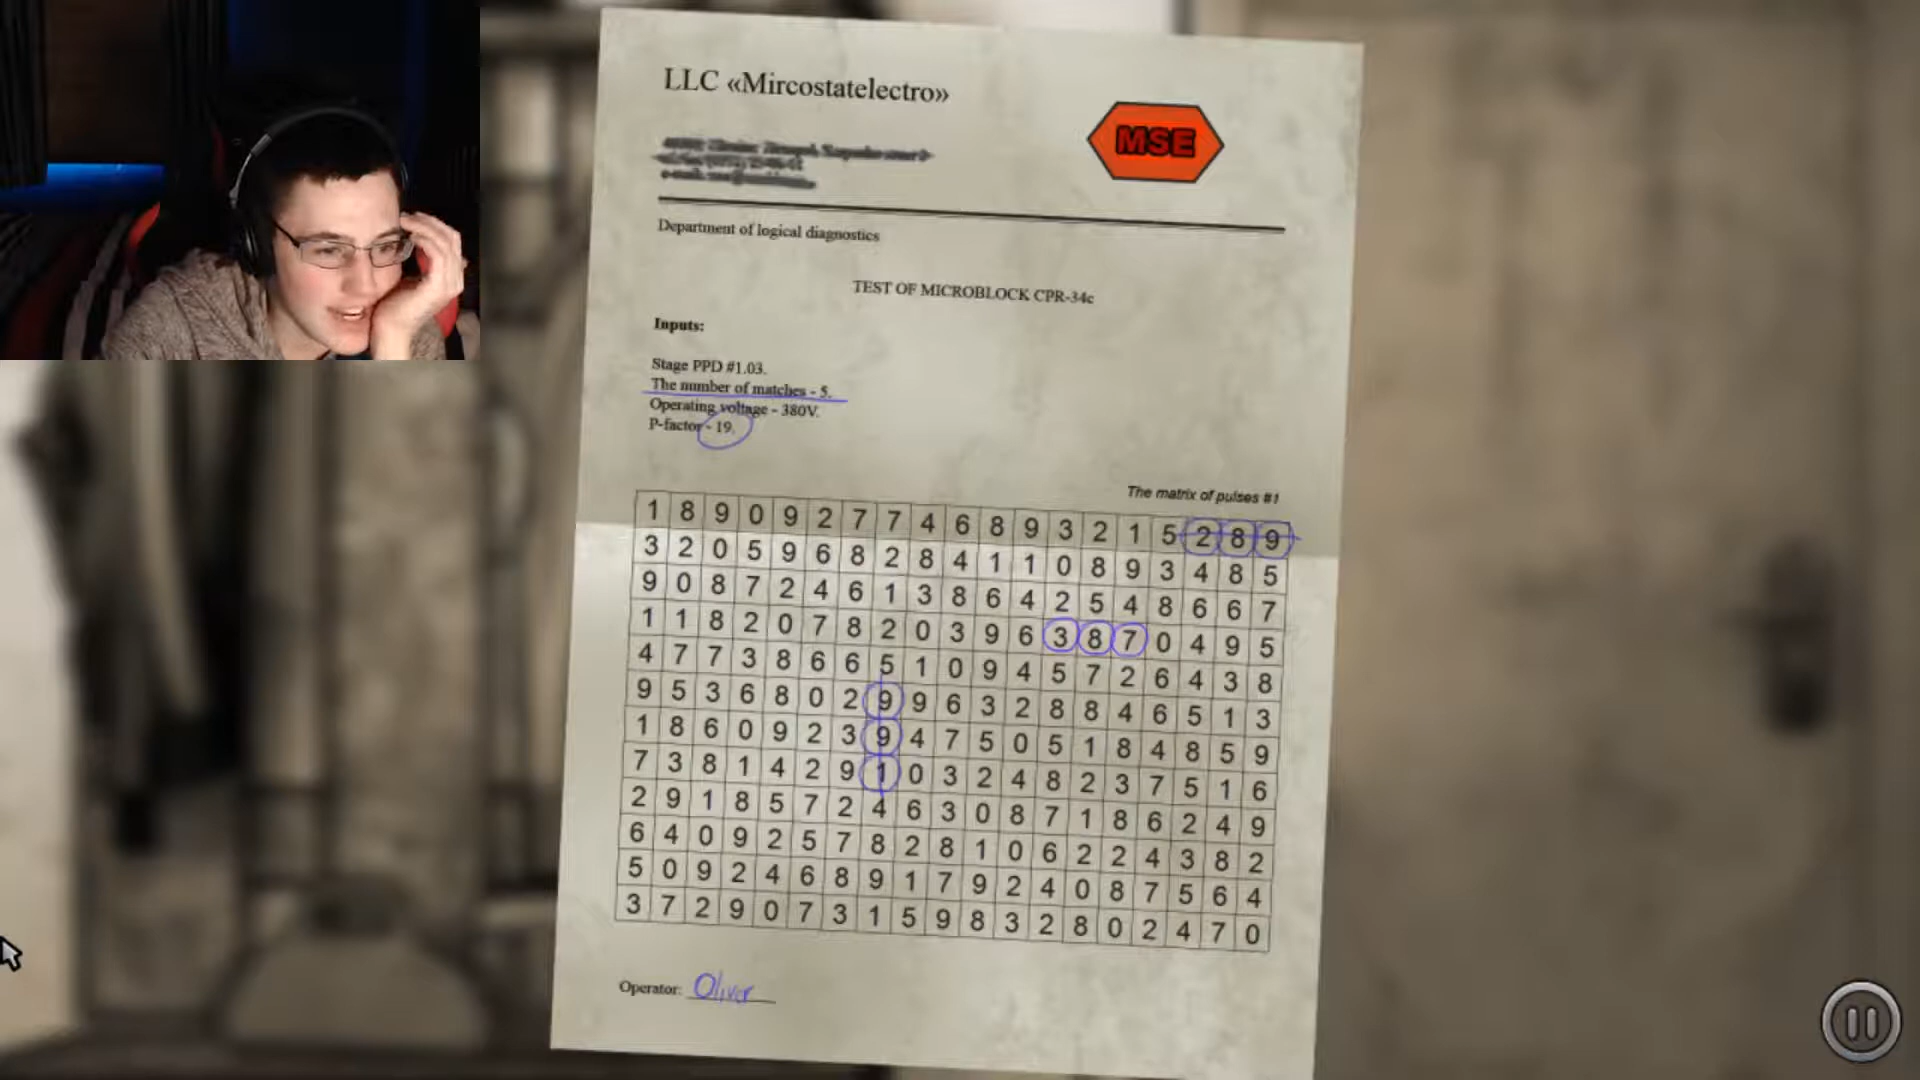 LLC «Mircostatelectro»
MSE
Department of logical diagnostics
TEST OF MICROBLOCK CPR-34c
Inputs:
Stage PPD #1.03.
The number of matches - 5.
Operating voltage - 380V.
P-factor - 19.
The matrix of pulses #1
1 8 9 0 9 2 7 7 4 6 8 9 3 2 1 5 2 8 9
3 2 0 5 9 6 8 2 8 4 1 1 0 8 9 3 4 8 5
9 0 8 7 2 4 6 1 3 8 6 4 2 5 4 8 6 6 7
1 1 8 2 0 7 8 2 0 3 9 6 3 8 7 0 4 9 5
4 7 7 3 8 6 6 5 1 0 9 4 5 7 2 6 4 3 8
9 5 3 6 8 0 2 9 9 6 3 2 8 8 4 6 5 1 3
1 8 6 0 9 2 3 9 4 7 5 0 5 1 8 4 8 5 9
7 3 8 1 4 2 9 1 0 3 2 4 8 2 3 7 5 1 6
2 9 1 8 5 7 2 4 6 3 0 8 7 1 8 6 2 4 9
6 4 0 9 2 5 7 8 2 8 1 0 6 2 2 4 3 8 2
5 0 9 2 4 6 8 9 1 7 9 2 4 0 8 7 5 6 4
3 7 2 9 0 7 3 1 5 9 8 3 2 8 0 2 4 7 0
Operator: Oliver